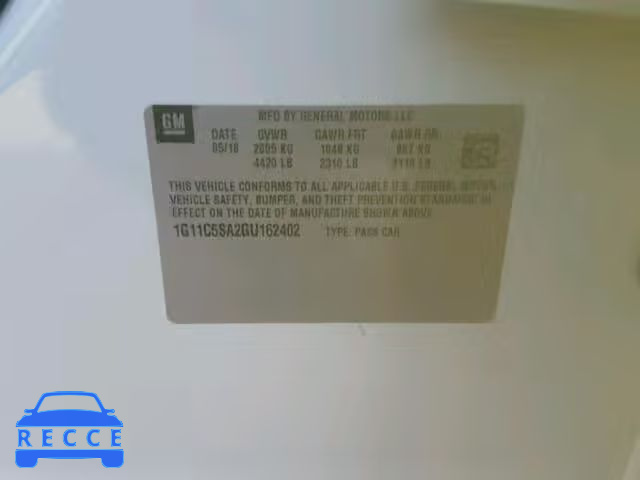 GM
MFD BY GENERAL MOTORS LLC
DATE GVWR GAWR FRT GAWR RR
05/16 2005 KG 1048 KG KG
4420 LB 2310 LB LB
THIS VEHICLE CONFORMS TO ALL APPLICABLE U.S. FEDERAL MOTOR
VEHICLE SAFETY, BUMPER, AND THEFT PREVENTION STANDARDS IN
EFFECT ON THE DATE OF MANUFACTURE SHOWN ABOVE.
1G11C5SA2GU162402 TYPE: PASS CAR
RECCE